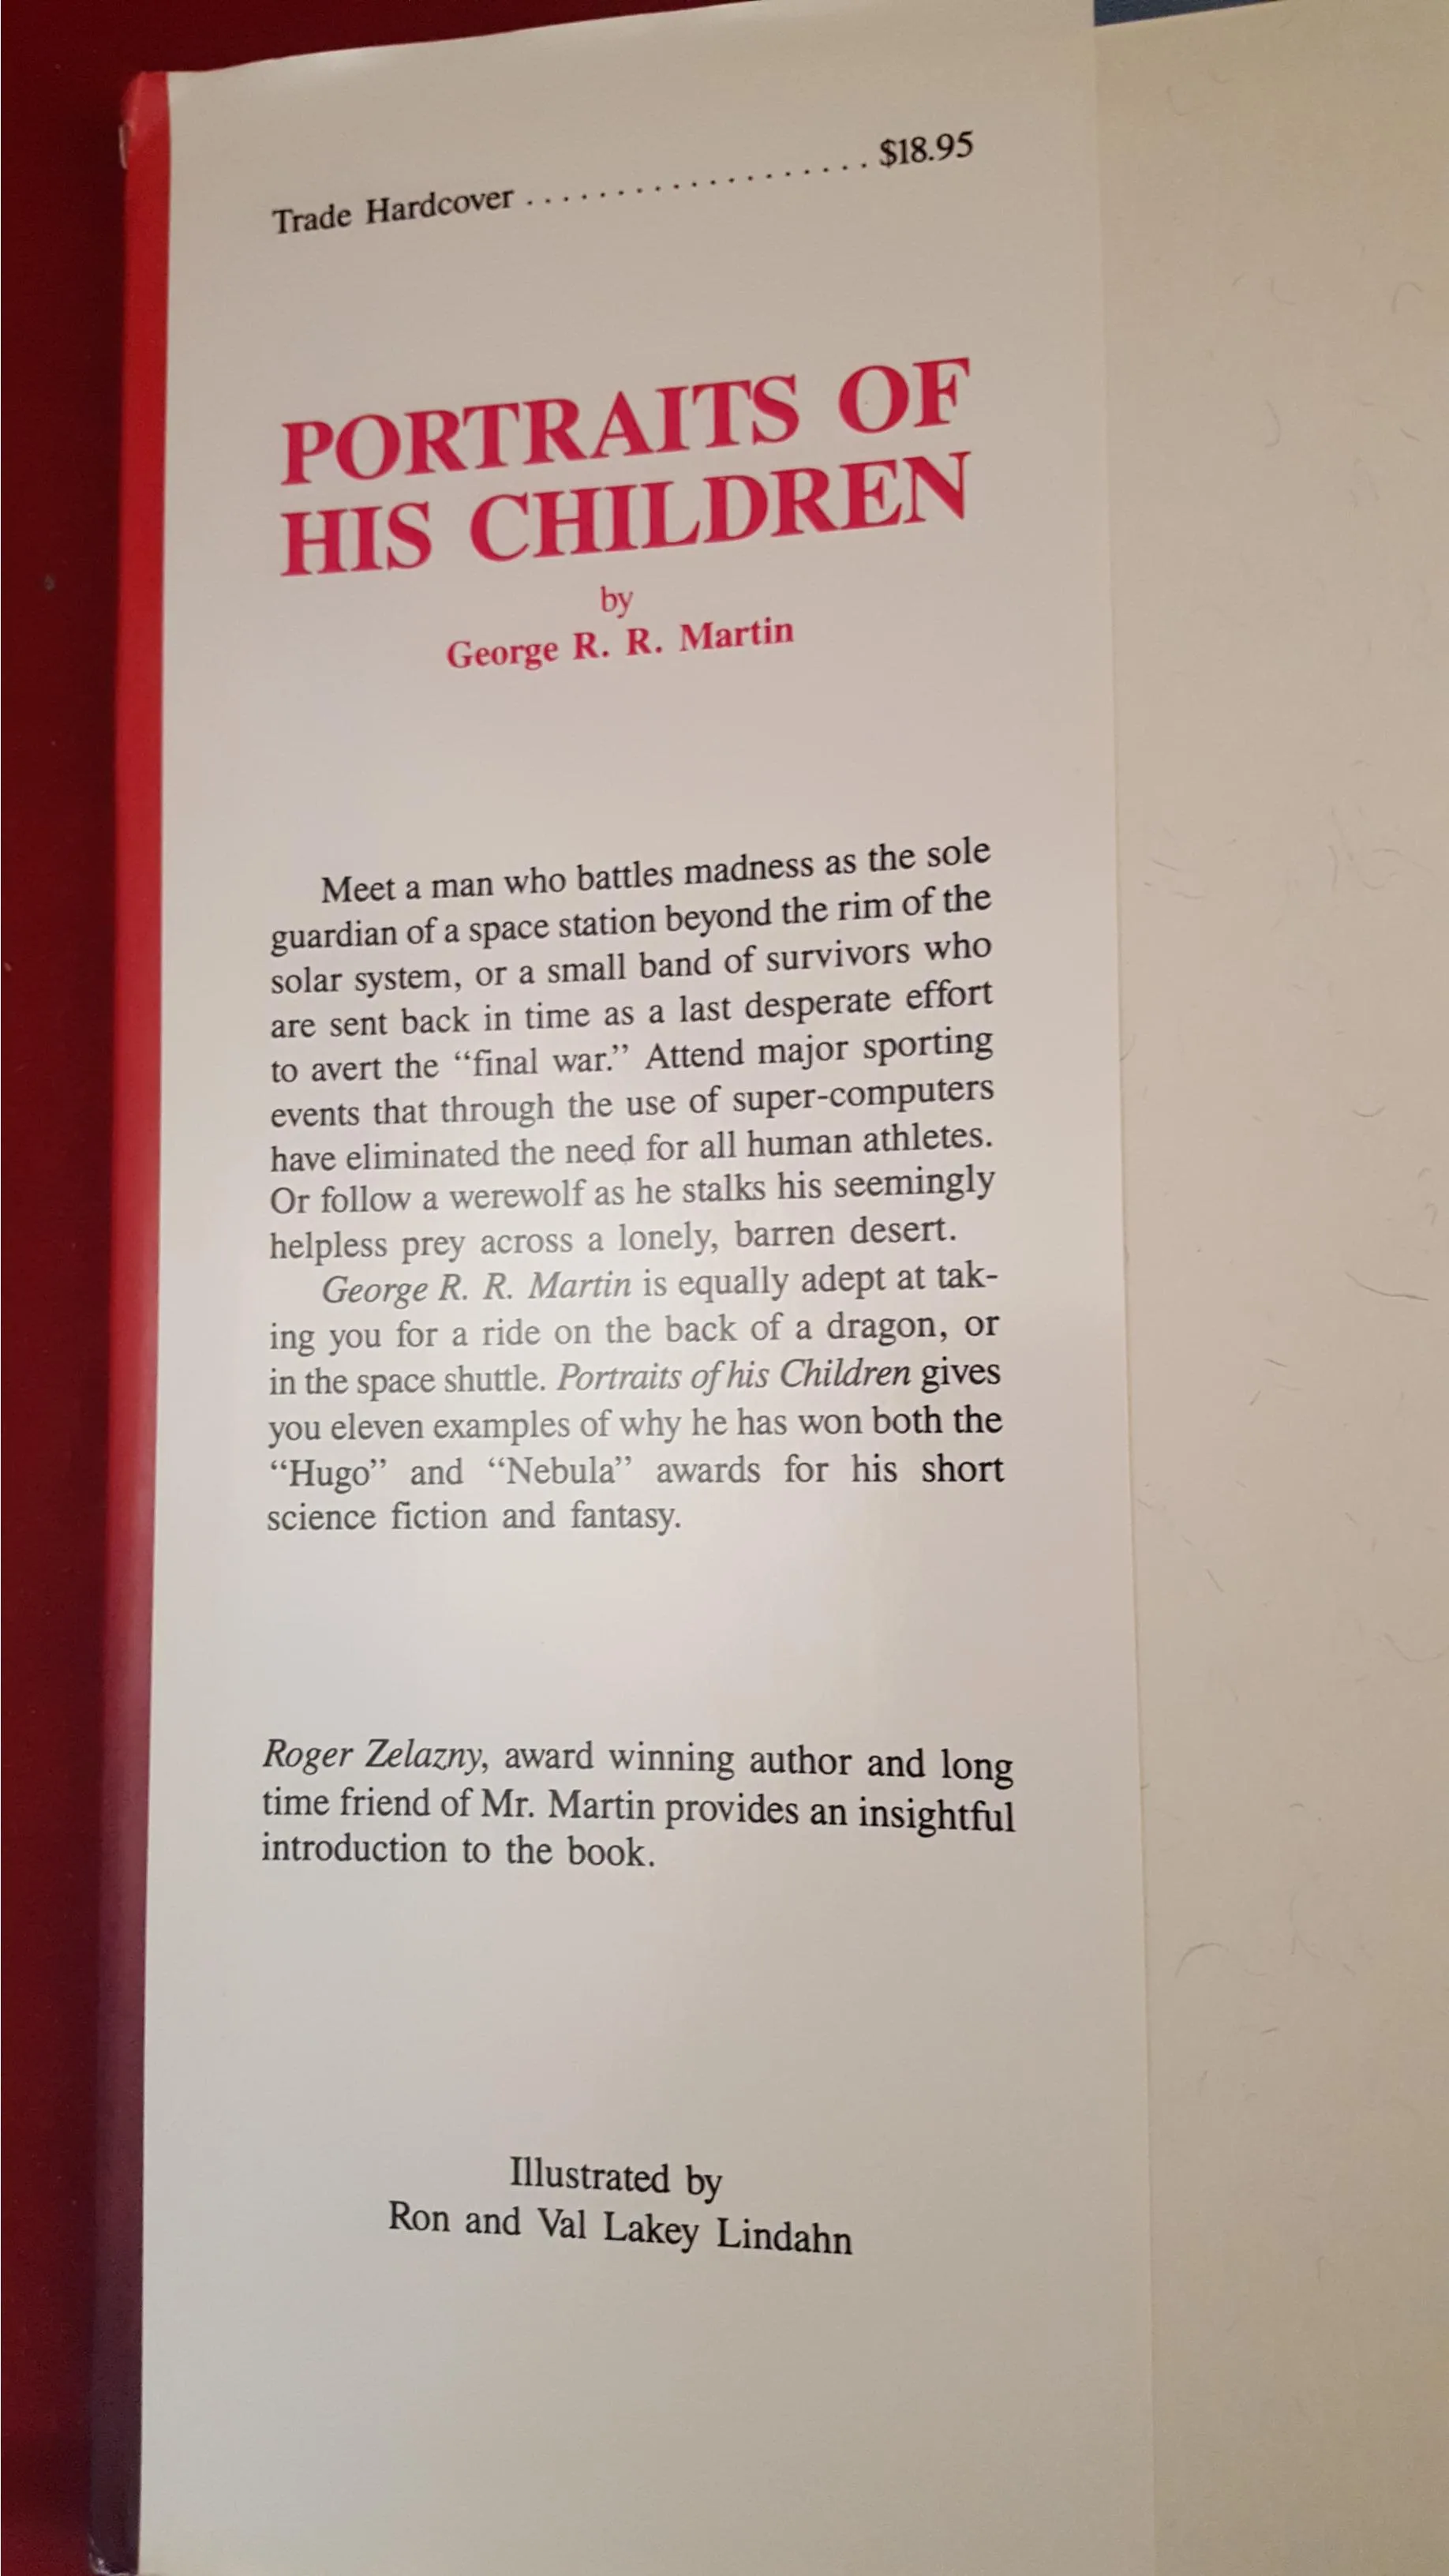 Trade Hardcover ................... $18.95
PORTRAITS OF
HIS CHILDREN
by
George R. R. Martin
Meet a man who battles madness as the sole
guardian of a space station beyond the rim of the
solar system, or a small band of survivors who
are sent back in time as a last desperate effort
to avert the “final war.” Attend major sporting
events that through the use of super-computers
have eliminated the need for all human athletes.
Or follow a werewolf as he stalks his seemingly
helpless prey across a lonely, barren desert.
George R. R. Martin is equally adept at tak-
ing you for a ride on the back of a dragon, or
in the space shuttle. Portraits of his Children gives
you eleven examples of why he has won both the
“Hugo” and “Nebula” awards for his short
science fiction and fantasy.
Roger Zelazny, award winning author and long
time friend of Mr. Martin provides an insightful
introduction to the book.
Illustrated by
Ron and Val Lakey Lindahn